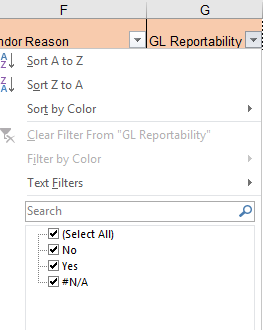 F G
ndor Reason GL Reportability
Sort A to Z
Sort Z to A
Sort by Color
Clear Filter From "GL Reportability"
Filter by Color
Text Filters
Search
(Select All)
No
Yes
#N/A